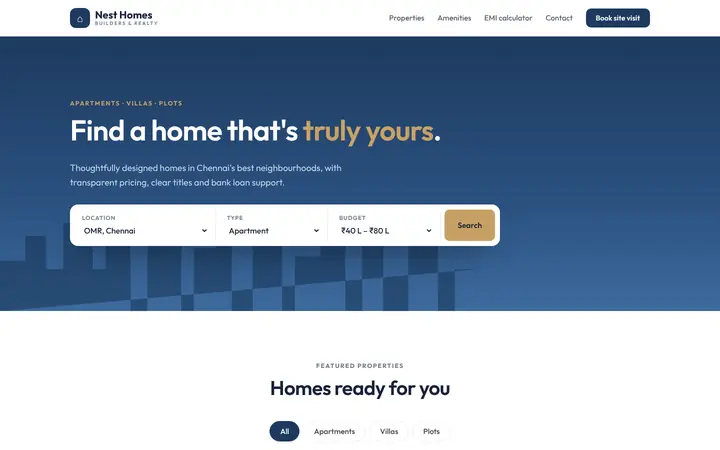 Nest Homes
BUILDERS & REALTY
Properties
Amenities
EMI calculator
Contact
Book site visit
APARTMENTS · VILLAS · PLOTS
Find a home that's truly yours.
Thoughtfully designed homes in Chennai's best neighbourhoods, with
transparent pricing, clear titles and bank loan support.
LOCATION
OMR, Chennai
TYPE
Apartment
BUDGET
₹40 L – ₹80 L
Search
FEATURED PROPERTIES
Homes ready for you
All
Apartments
Villas
Plots